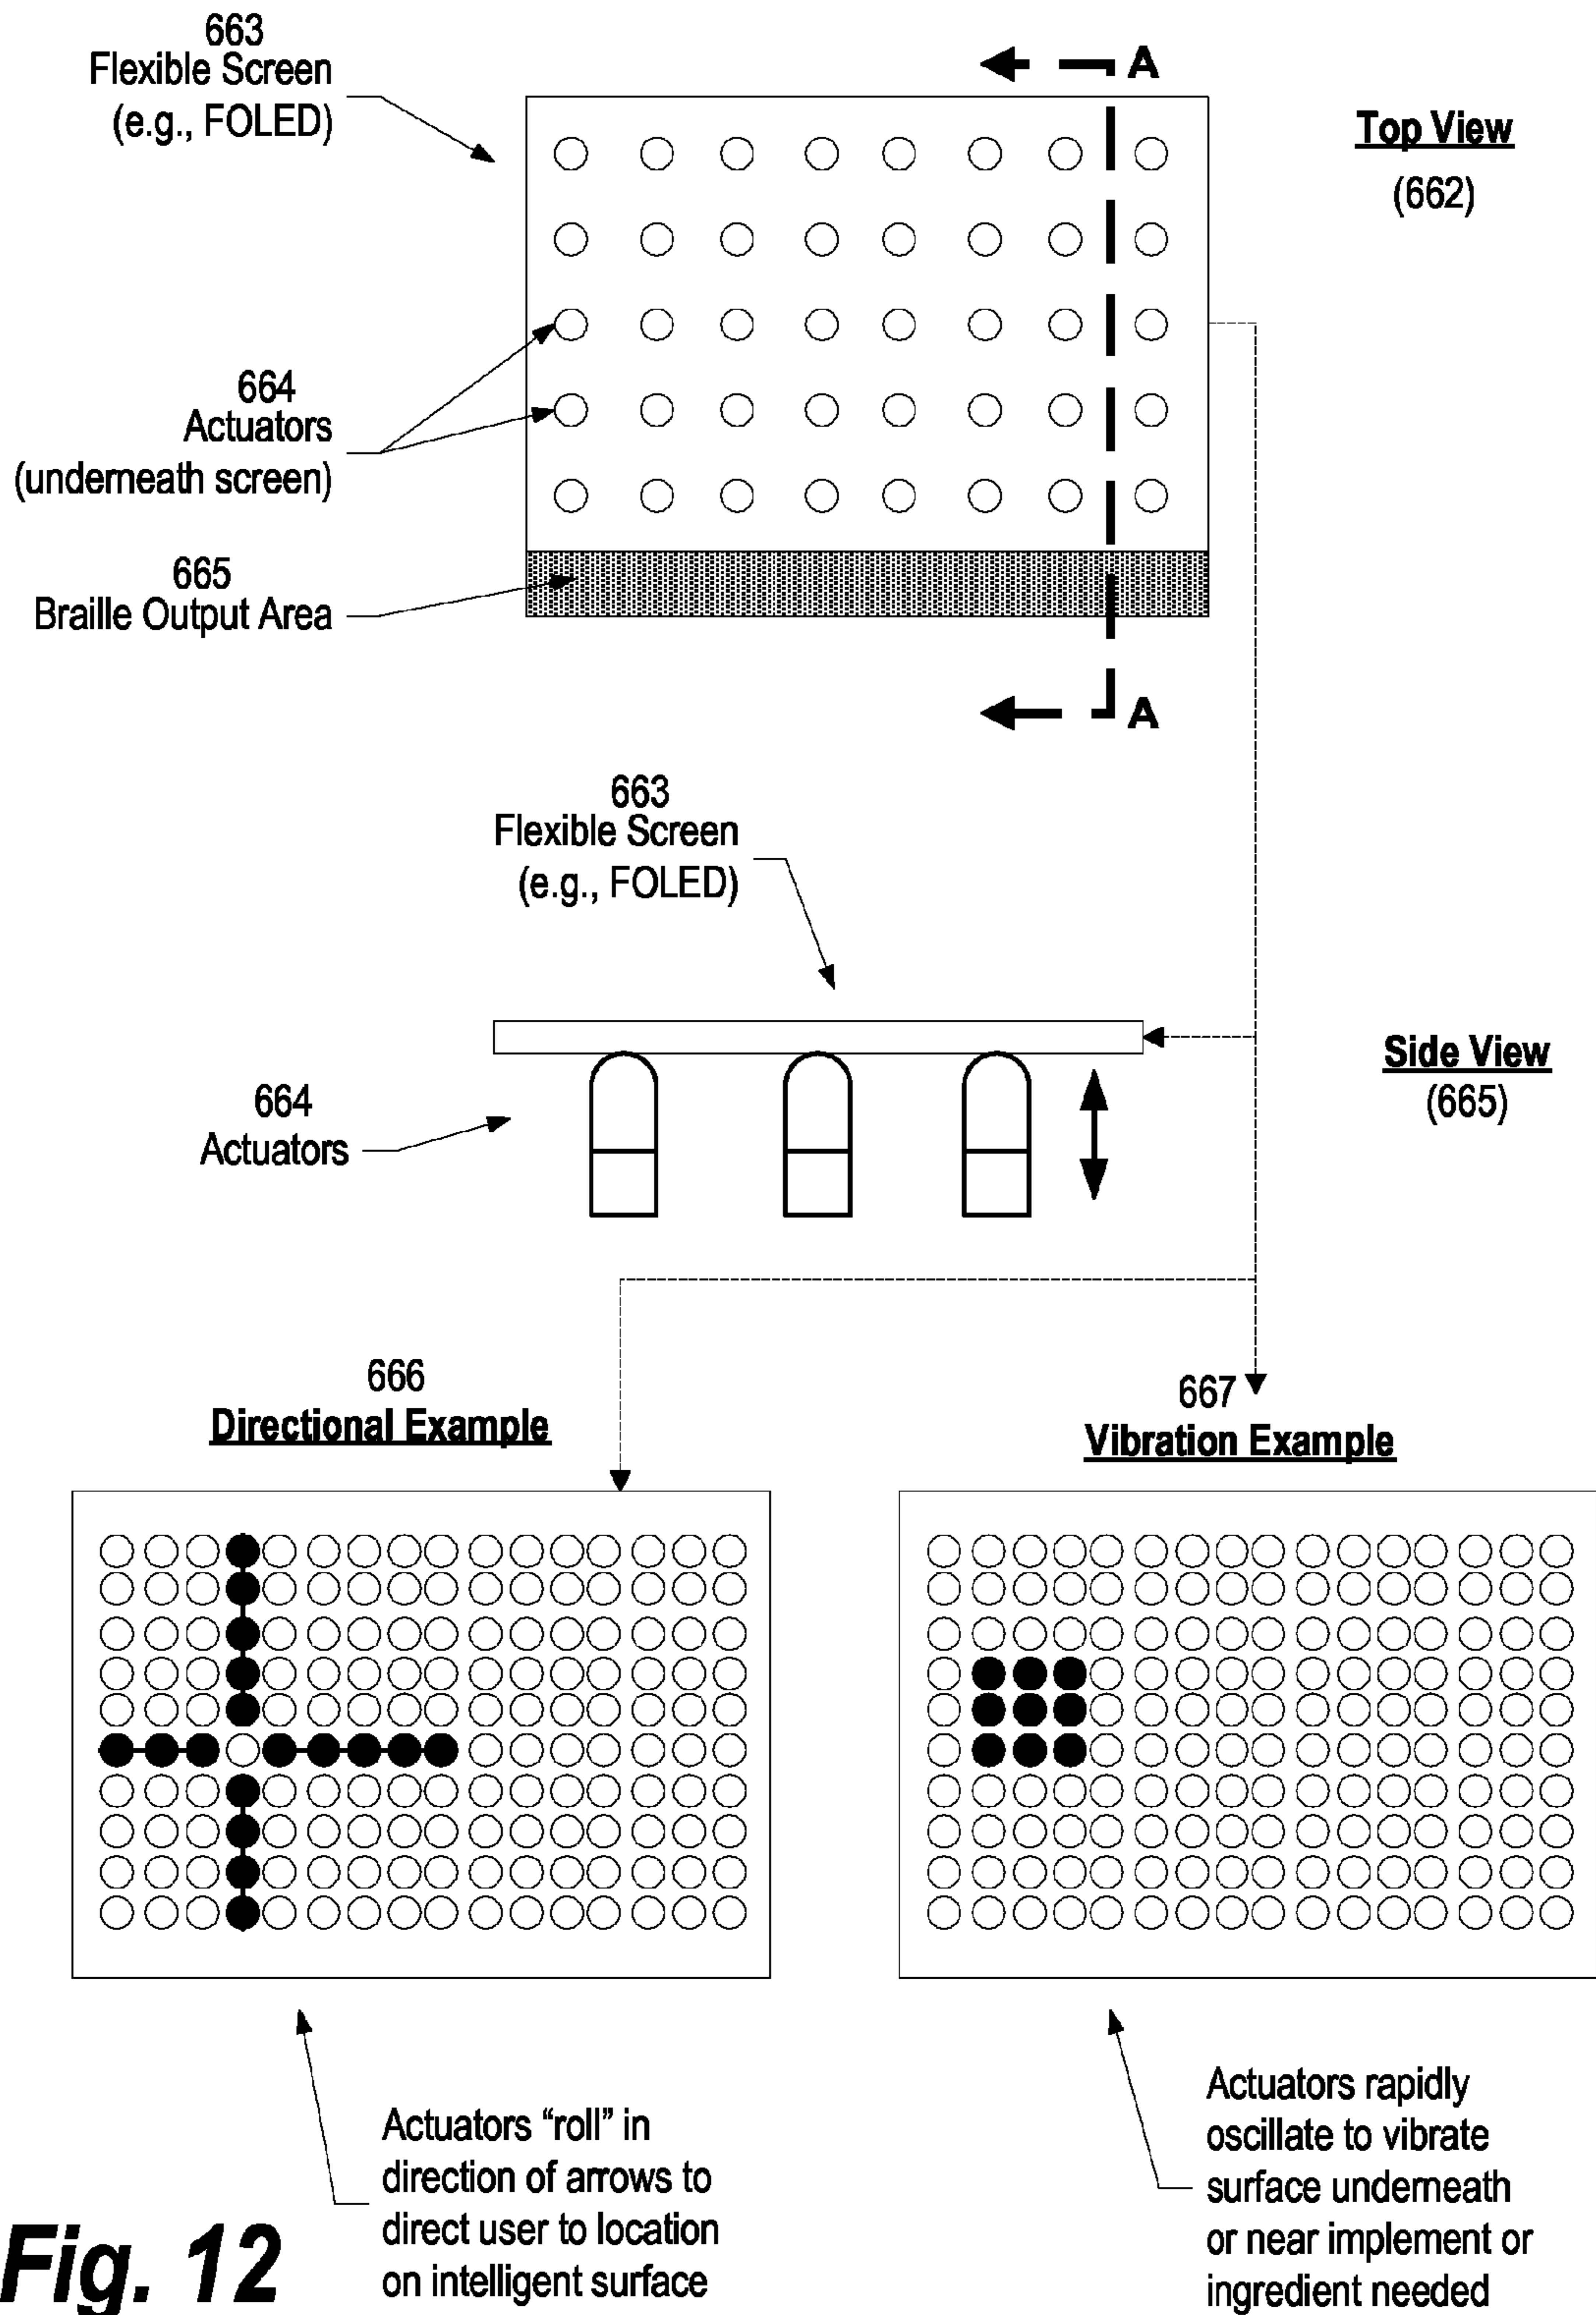 663
Flexible Screen
(e.g., FOLED)
A
Top View
(662)
664
Actuators
(underneath screen)
665
Braille Output Area
A
663
Flexible Screen
(e.g., FOLED)
Side View
(665)
664
Actuators
666
Directional Example
667
Vibration Example
Actuators “roll” in
direction of arrows to
direct user to location
on intelligent surface
Actuators rapidly
oscillate to vibrate
surface underneath
or near implement or
ingredient needed
Fig. 12